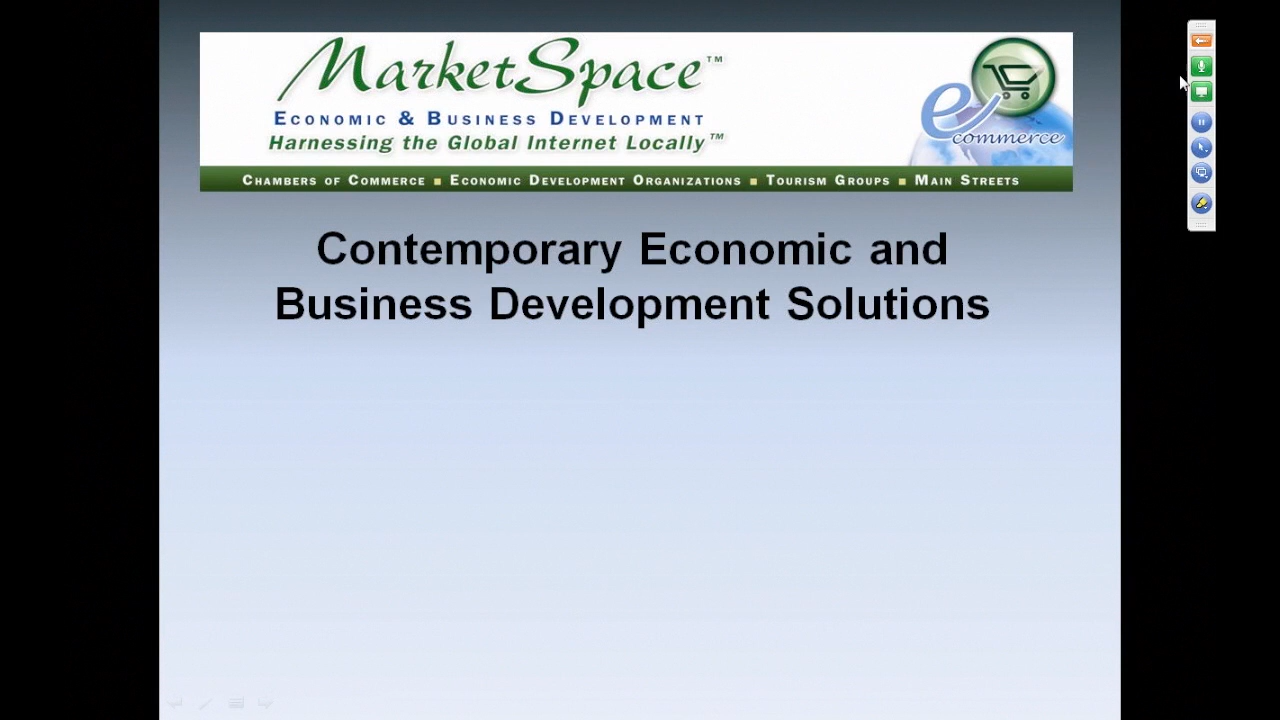 MarketSpace™
Economic & Business Development
Harnessing the Global Internet Locally™
e commerce
Chambers of Commerce ▪ Economic Development Organizations ▪ Tourism Groups ▪ Main Streets
Contemporary Economic and
Business Development Solutions